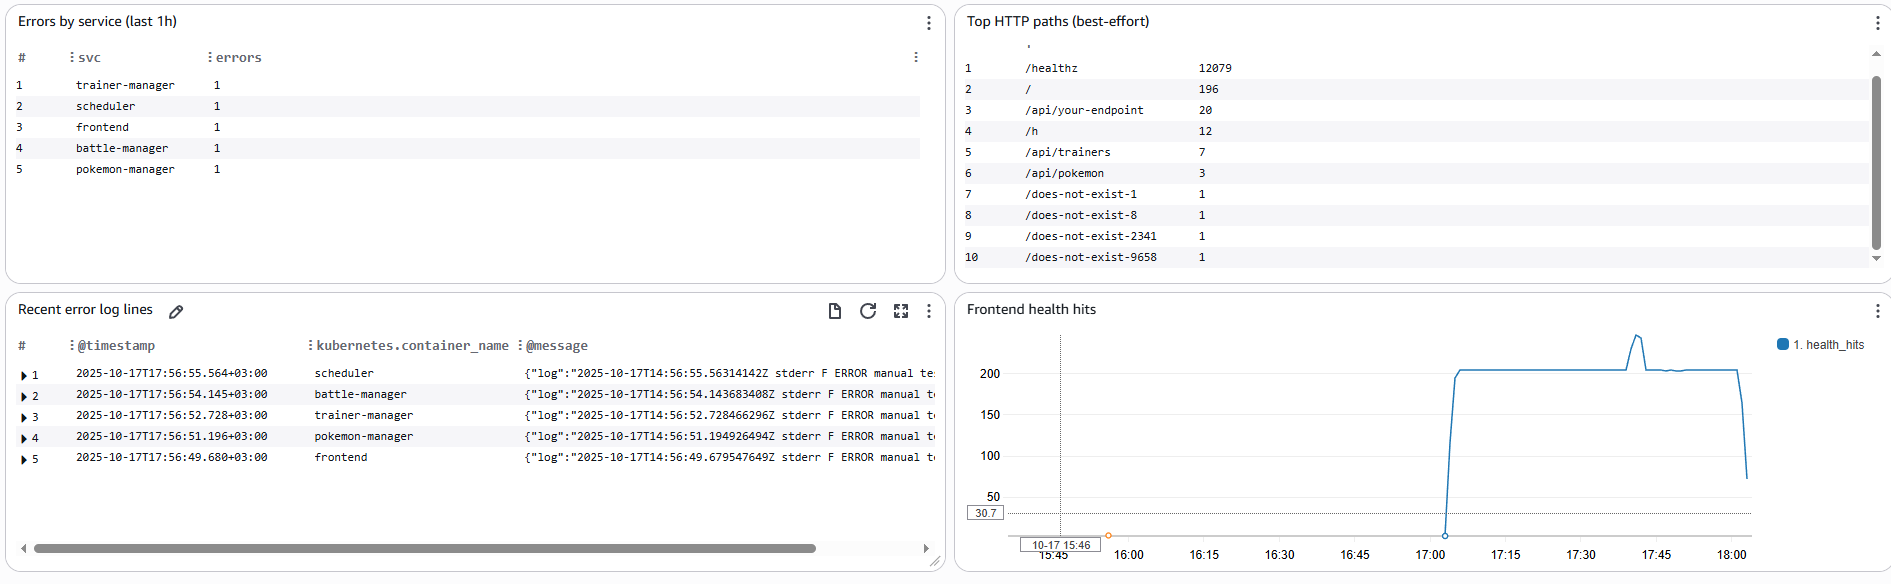 Errors by service (last 1h)
# svc errors
1 trainer-manager 1
2 scheduler 1
3 frontend 1
4 battle-manager 1
5 pokemon-manager 1
Top HTTP paths (best-effort)
1 /healthz 12079
2 / 196
3 /api/your-endpoint 20
4 /h 12
5 /api/trainers 7
6 /api/pokemon 3
7 /does-not-exist-1 1
8 /does-not-exist-8 1
9 /does-not-exist-2341 1
10 /does-not-exist-9658 1
Recent error log lines
# @timestamp kubernetes.container_name @message
1 2025-10-17T17:56:55.564+03:00 scheduler {"log":"2025-10-17T14:56:55.56314142Z stderr F ERROR manual te
2 2025-10-17T17:56:54.145+03:00 battle-manager {"log":"2025-10-17T14:56:54.143683408Z stderr F ERROR manual t
3 2025-10-17T17:56:52.728+03:00 trainer-manager {"log":"2025-10-17T14:56:52.728466296Z stderr F ERROR manual t
4 2025-10-17T17:56:51.196+03:00 pokemon-manager {"log":"2025-10-17T14:56:51.194926494Z stderr F ERROR manual t
5 2025-10-17T17:56:49.680+03:00 frontend {"log":"2025-10-17T14:56:49.679547649Z stderr F ERROR manual t
Frontend health hits
1. health_hits
200
150
100
50
30.7
10-17 15:46
15:45 16:00 16:15 16:30 16:45 17:00 17:15 17:30 17:45 18:00